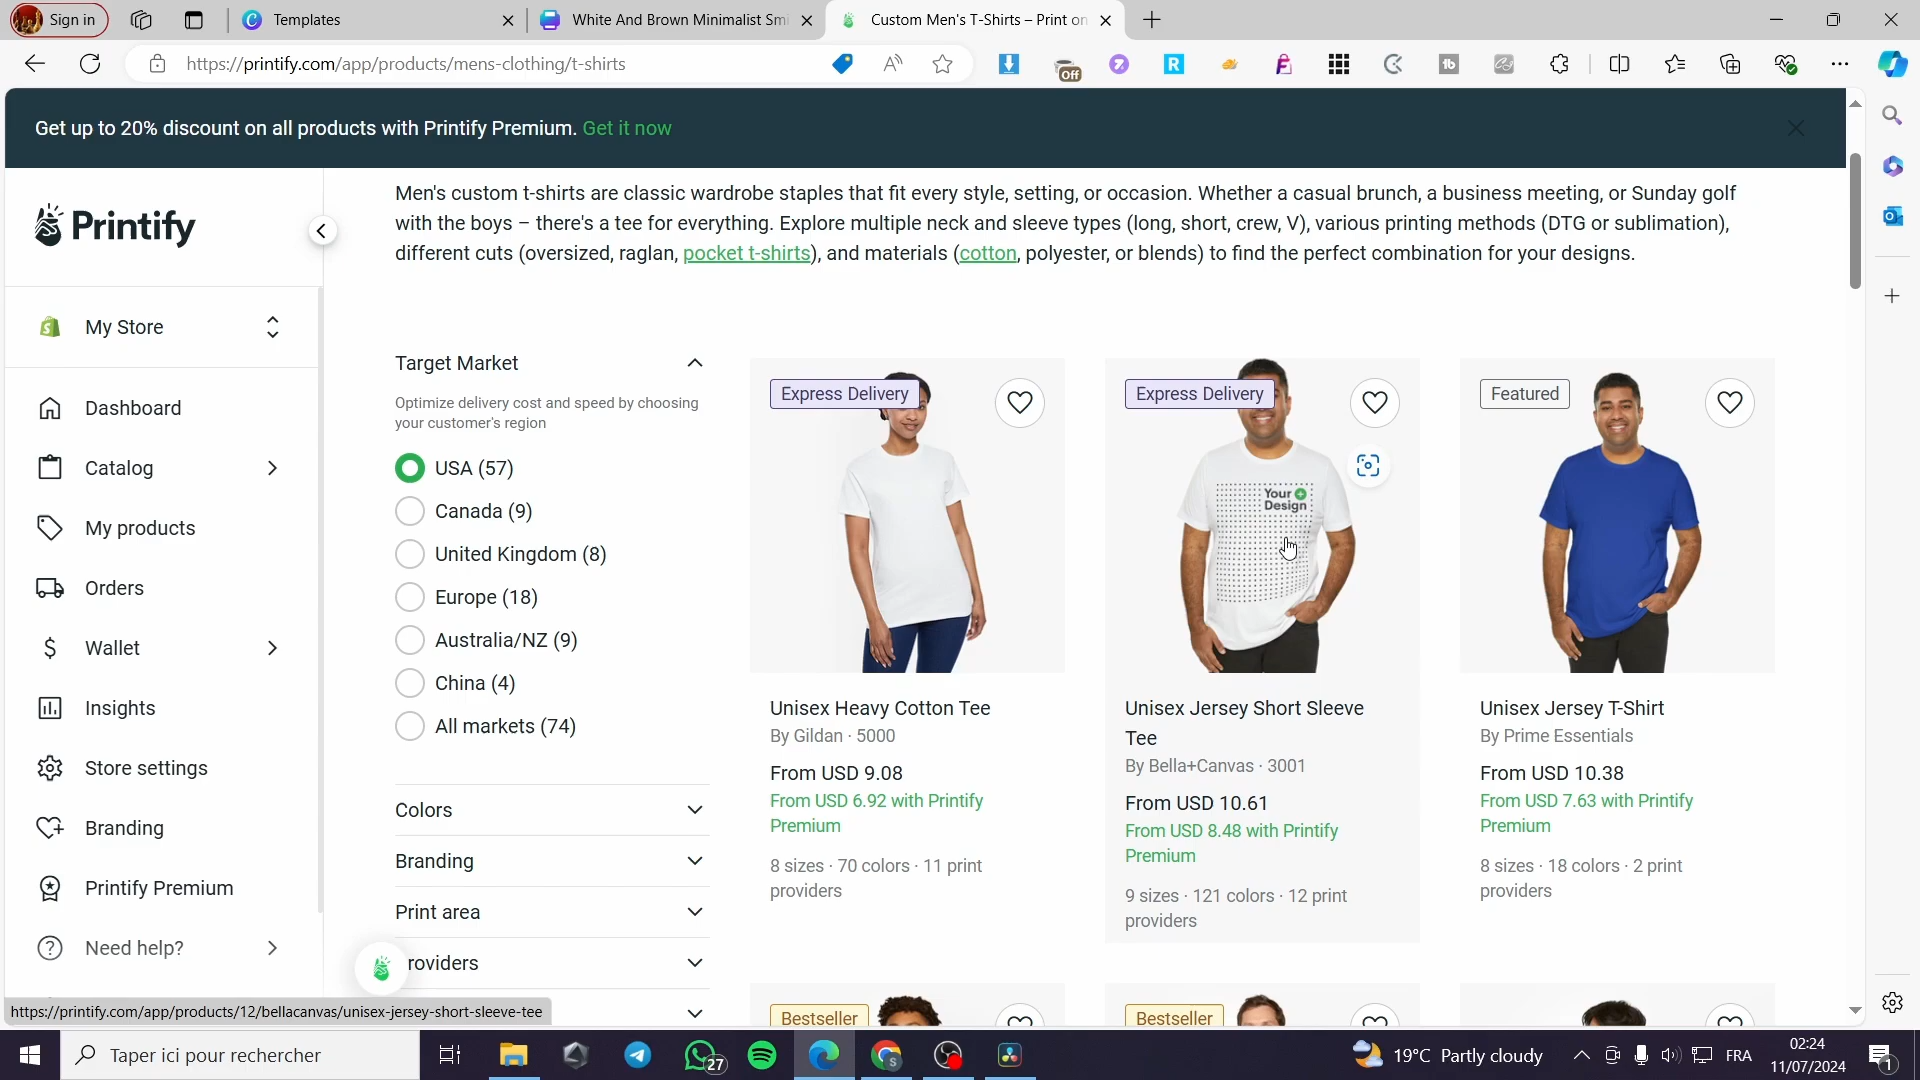 Sign in
Templates
White And Brown Minimalist Smi
Custom Men's T-Shirts – Print on
https://printify.com/app/products/mens-clothing/t-shirts
Off
Get up to 20% discount on all products with Printify Premium. Get it now
Printify
My Store
Dashboard
Catalog
My products
Orders
Wallet
Insights
Store settings
Branding
Printify Premium
Need help?
https://printify.com/app/products/12/bellacanvas/unisex-jersey-short-sleeve-tee
Men's custom t-shirts are classic wardrobe staples that fit every style, setting, or occasion. Whether a casual brunch, a business meeting, or Sunday golf
with the boys – there's a tee for everything. Explore multiple neck and sleeve types (long, short, crew, V), various printing methods (DTG or sublimation),
different cuts (oversized, raglan, pocket t-shirts), and materials (cotton, polyester, or blends) to find the perfect combination for your designs.
Target Market
Optimize delivery cost and speed by choosing
your customer's region
USA (57)
Canada (9)
United Kingdom (8)
Europe (18)
Australia/NZ (9)
China (4)
All markets (74)
Colors
Branding
Print area
roviders
Express Delivery
Unisex Heavy Cotton Tee
By Gildan · 5000
From USD 9.08
From USD 6.92 with Printify
Premium
8 sizes · 70 colors · 11 print
providers
Express Delivery
Your
Design
Unisex Jersey Short Sleeve
Tee
By Bella+Canvas · 3001
From USD 10.61
From USD 8.48 with Printify
Premium
9 sizes · 121 colors · 12 print
providers
Featured
Unisex Jersey T-Shirt
By Prime Essentials
From USD 10.38
From USD 7.63 with Printify
Premium
8 sizes · 18 colors · 2 print
providers
Bestseller
Bestseller
Taper ici pour rechercher
27
19°C Partly cloudy
FRA
02:24
11/07/2024
1